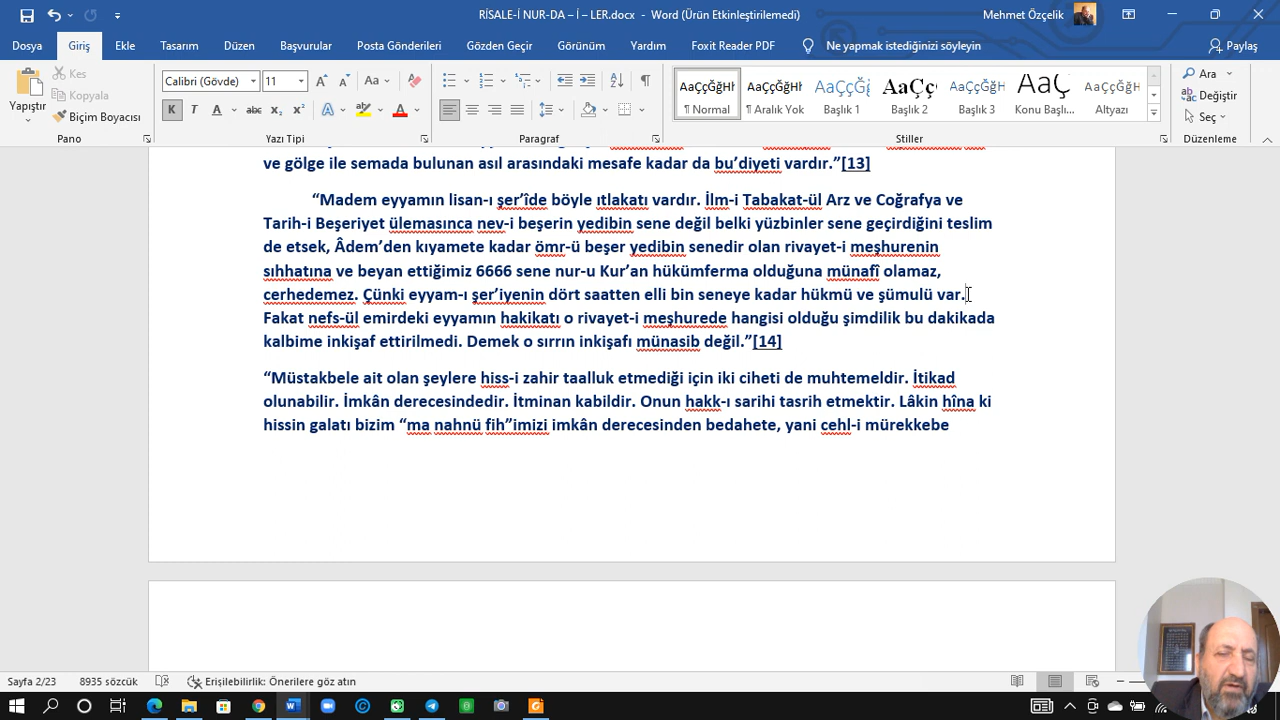 RİSALE-İ NUR-DA – İ – LER.docx - Word (Ürün Etkinleştirilemedi)
Mehmet Özçelik
Dosya Giriş Ekle Tasarım Düzen Başvurular Posta Gönderileri Gözden Geçir Görünüm Yardım Foxit Reader PDF Ne yapmak istediğinizi söyleyin Paylaş
Yapıştır
Kes
Kopyala
Biçim Boyacısı
Calibri (Gövde) 11
AaÇçĞğHł AaÇçĞğHł AaÇçĞğHł AaÇçĞğ AaÇçĞğHł
¶ Normal ¶ Aralık Yok Başlık 1 Başlık 2 Başlık 3 Konu Başlı... Altyazı
Ara
Değiştir
Seç
Pano Yazı Tipi Paragraf Stiller Düzenleme
ve gölge ile semada bulunan asıl arasındaki mesafe kadar da bu’diyeti vardır.”[13]
“Madem eyyamın lisan-ı şer’îde böyle ıtlakatı vardır. İlm-i Tabakat-ül Arz ve Coğrafya ve
Tarih-i Beşeriyet ülemasınca nev-i beşerin yedibin sene değil belki yüzbinler sene geçirdiğini teslim
de etsek, Âdem’den kıyamete kadar ömr-ü beşer yedibin senedir olan rivayet-i meşhurenin
sıhhatına ve beyan ettiğimiz 6666 sene nur-u Kur’an hükümferma olduğuna münafî olamaz,
cerhedemez. Çünki eyyam-ı şer’iyenin dört saatten elli bin seneye kadar hükmü ve şümulü var.
Fakat nefs-ül emirdeki eyyamın hakikatı o rivayet-i meşhurede hangisi olduğu şimdilik bu dakikada
kalbime inkişaf ettirilmedi. Demek o sırrın inkişafı münasib değil.”[14]
“Müstakbele ait olan şeylere hiss-i zahir taalluk etmediği için iki ciheti de muhtemeldir. İtikad
olunabilir. İmkân derecesindedir. İtminan kabildir. Onun hakk-ı sarihi tasrih etmektir. Lâkin hîna ki
hissin galatı bizim “ma nahnü fih”imizi imkân derecesinden bedahete, yani cehl-i mürekkebe
Sayfa 2/23 8935 sözcük Erişilebilirlik: Önerilere göz atın